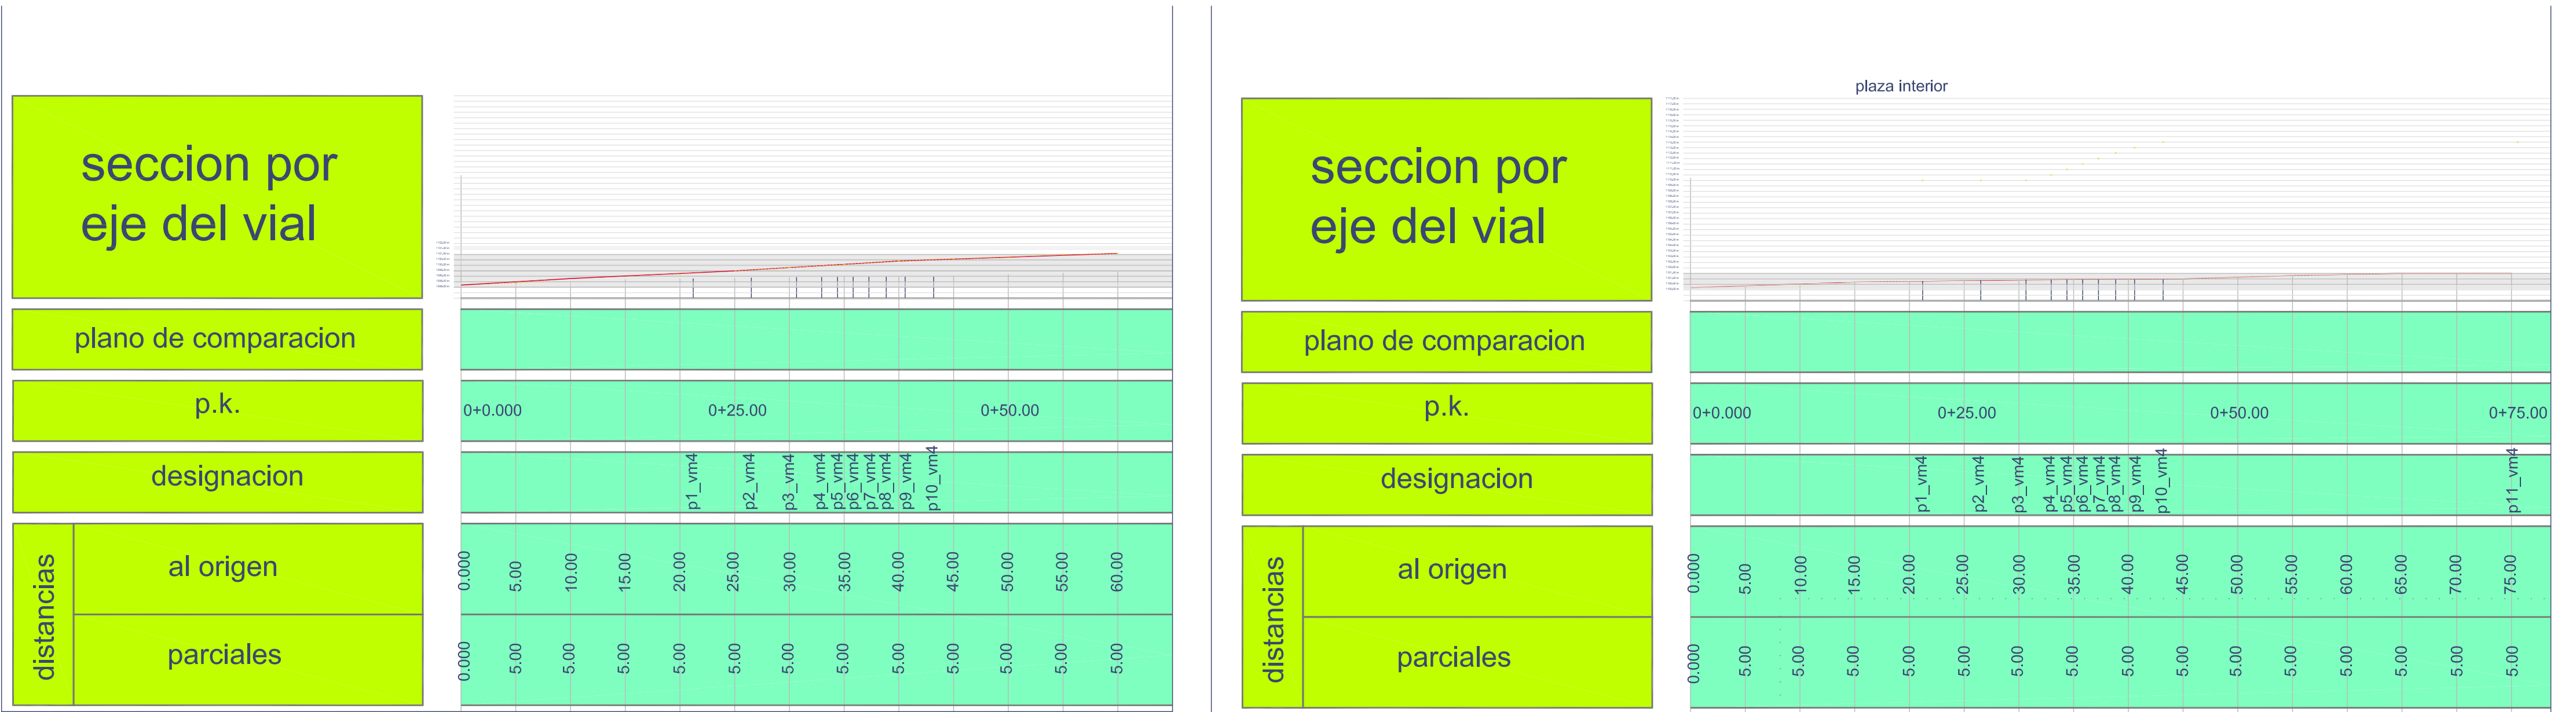 seccion por
eje del vial
plano de comparacion
p.k.
0+0.000 0+25.00 0+50.00
designacion
p1_vm4 p2_vm4 p3_vm4 p4_vm4 p5_vm4 p6_vm4 p7_vm4 p8_vm4 p9_vm4 p10_vm4
distancias
al origen
0.000 5.00 10.00 15.00 20.00 25.00 30.00 35.00 40.00 45.00 50.00 55.00 60.00
parciales
0.000 5.00 5.00 5.00 5.00 5.00 5.00 5.00 5.00 5.00 5.00 5.00 5.00
plaza interior
seccion por
eje del vial
plano de comparacion
p.k.
0+0.000 0+25.00 0+50.00 0+75.00
designacion
p1_vm4 p2_vm4 p3_vm4 p4_vm4 p5_vm4 p6_vm4 p7_vm4 p8_vm4 p9_vm4 p10_vm4 p11_vm4
distancias
al origen
0.000 5.00 10.00 15.00 20.00 25.00 30.00 35.00 40.00 45.00 50.00 55.00 60.00 65.00 70.00 75.00
parciales
0.000 5.00 5.00 5.00 5.00 5.00 5.00 5.00 5.00 5.00 5.00 5.00 5.00 5.00 5.00 5.00